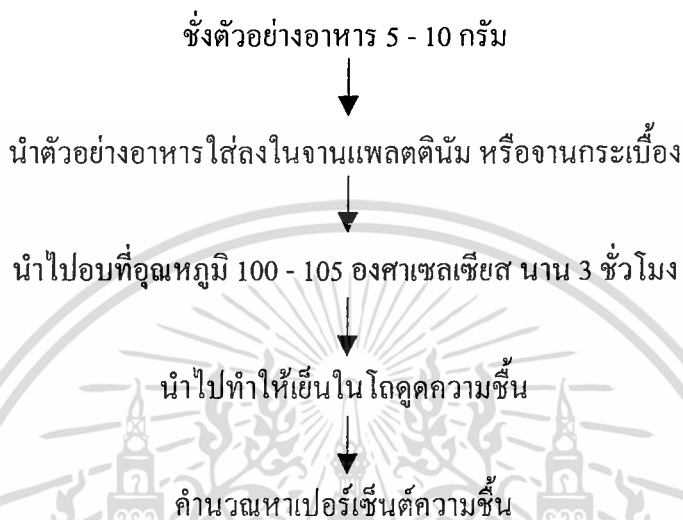 ชั่งตัวอย่างอาหาร 5 - 10 กรัม
นำตัวอย่างอาหารใส่ลงในจานแพลตตินัม หรือจานกระเบื้อง
นำไปอบที่อุณหภูมิ 100 - 105 องศาเซลเซียส นาน 3 ชั่วโมง
นำไปทำให้เย็นในโถดูดความชื้น
คำนวณหาเปอร์เซ็นต์ความชื้น